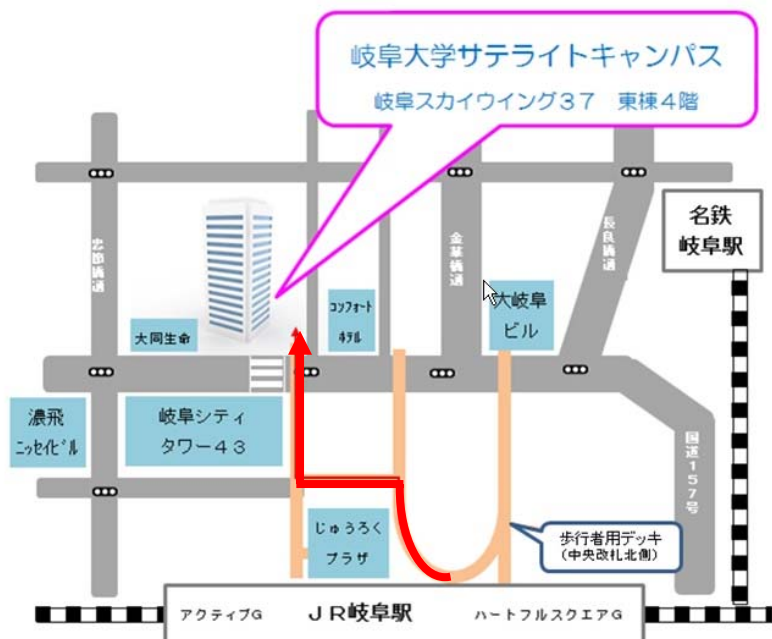 岐阜大学サテライトキャンパス
岐阜スカイウイング37 東棟4階
名鉄
岐阜駅
忠節橋通
金華橋通
長良橋通
コンフォート
ホテル
大岐阜
ビル
大同生命
濃飛
ニッセイビル
岐阜シティ
タワー43
国道157号
じゅうろく
プラザ
歩行者用デッキ
(中央改札北側)
アクティブG
JR岐阜駅
ハートフルスクエアG